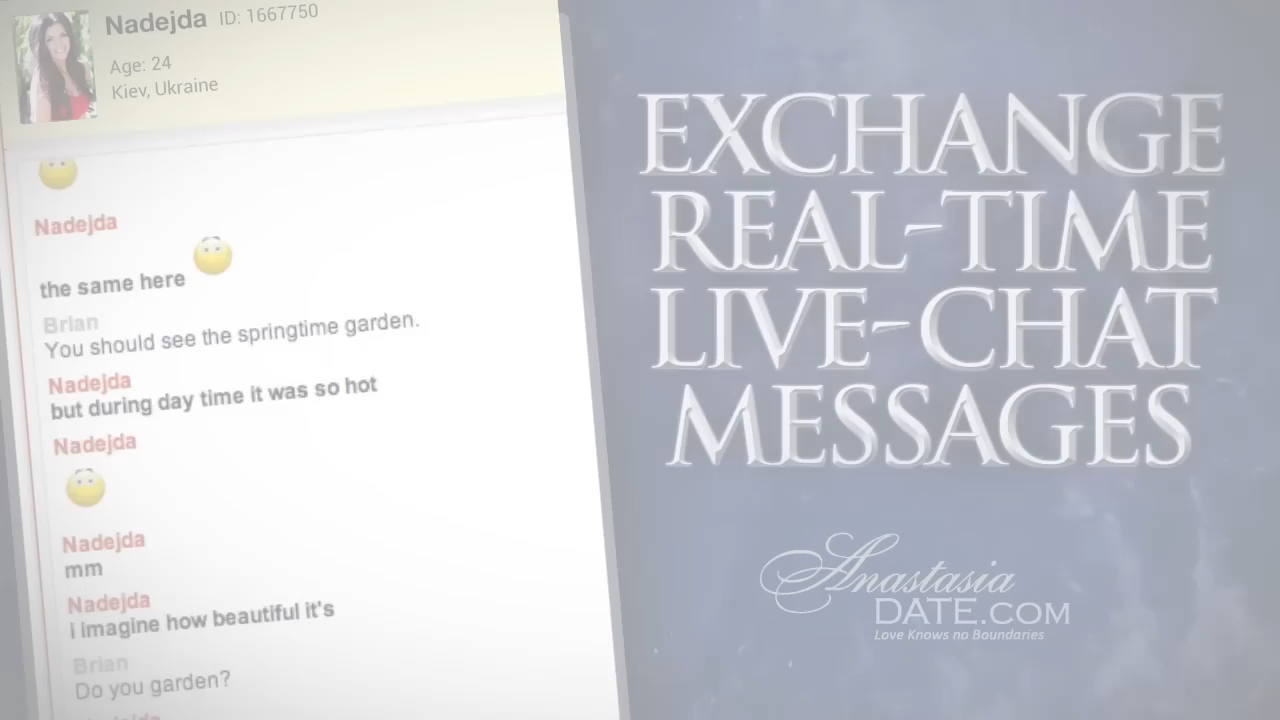 Nadejda ID: 1667750
Age: 24
Kiev, Ukraine
Nadejda
the same here
Brian
You should see the springtime garden.
Nadejda
but during day time it was so hot
Nadejda
Nadejda
mm
Nadejda
i imagine how beautiful it's
Brian
Do you garden?
Nadejda
EXCHANGE
REAL-TIME
LIVE-CHAT
MESSAGES
Anastasia
DATE.COM
Love Knows no Boundaries